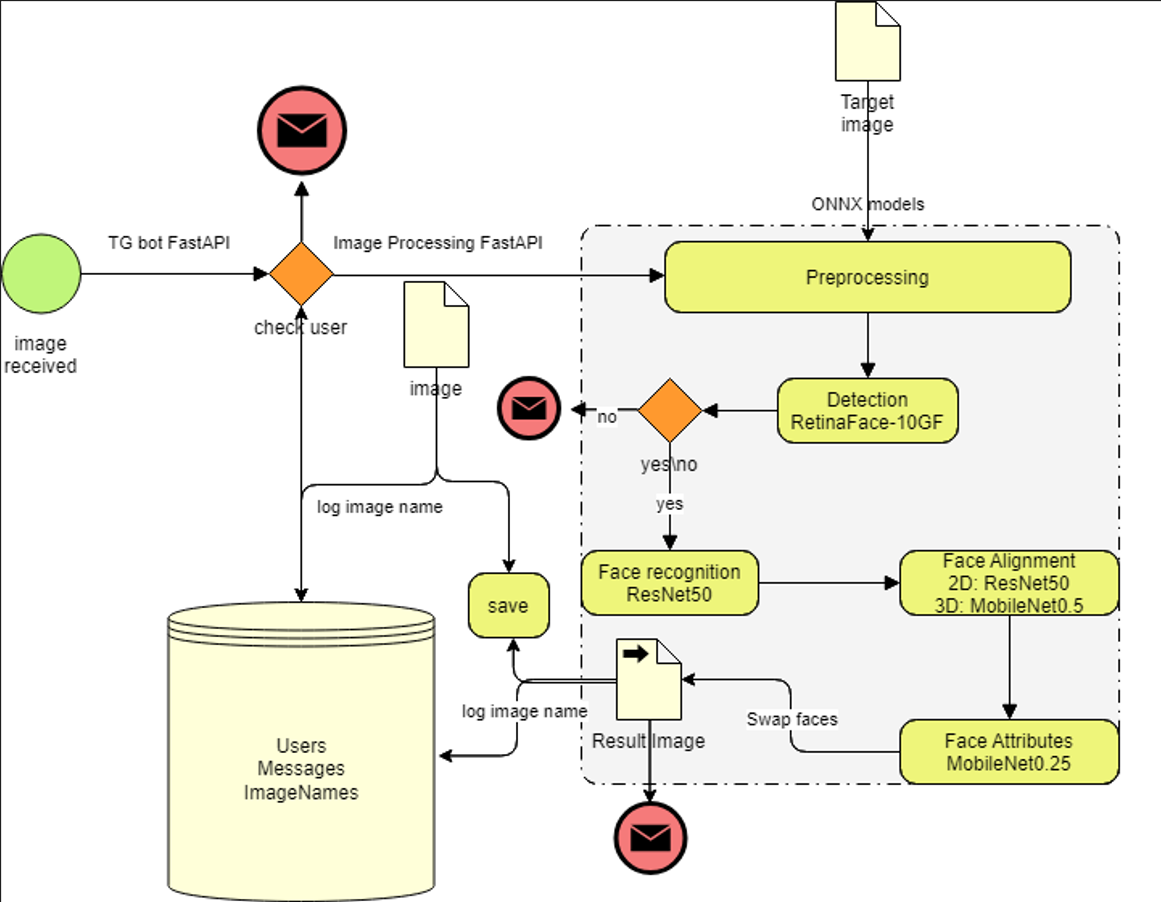 Target
image
ONNX models
TG bot FastAPI
Image Processing FastAPI
Preprocessing
check user
image
received
image
Detection
RetinaFace-10GF
no
yes\no
yes
log image name
Face recognition
ResNet50
Face Alignment
2D: ResNet50
3D: MobileNet0.5
save
log image name
Swap faces
Result Image
Face Attributes
MobileNet0.25
Users
Messages
ImageNames